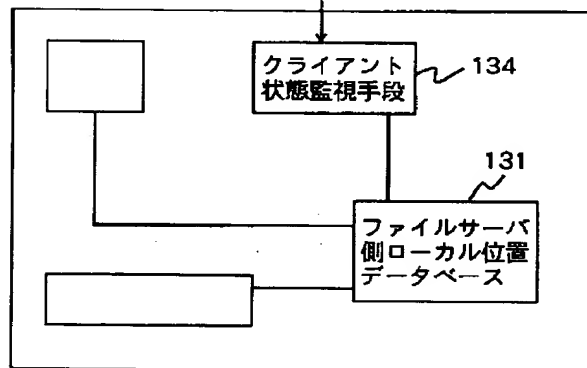 クライアント
状態監視手段
134
131
ファイルサーバ
側ローカル位置
データベース